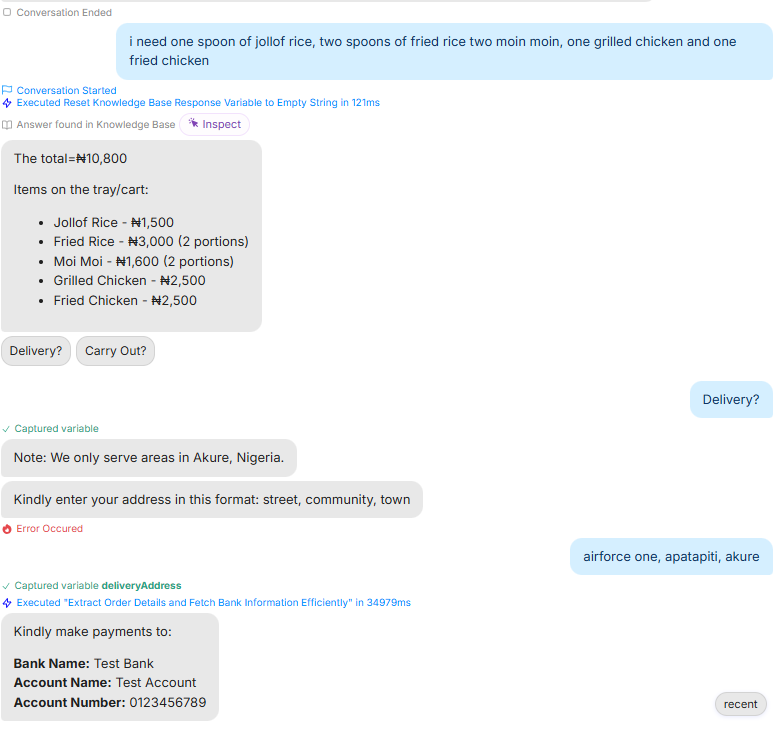 Conversation Ended
i need one spoon of jollof rice, two spoons of fried rice two moin moin, one grilled chicken and one
fried chicken
Conversation Started
Executed Reset Knowledge Base Response Variable to Empty String in 121ms
Answer found in Knowledge Base Inspect
The total=₦10,800
Items on the tray/cart:
• Jollof Rice - ₦1,500
• Fried Rice - ₦3,000 (2 portions)
• Moi Moi - ₦1,600 (2 portions)
• Grilled Chicken - ₦2,500
• Fried Chicken - ₦2,500
Delivery? Carry Out?
Delivery?
Captured variable
Note: We only serve areas in Akure, Nigeria.
Kindly enter your address in this format: street, community, town
Error Occured
airforce one, apatapiti, akure
Captured variable deliveryAddress
Executed "Extract Order Details and Fetch Bank Information Efficiently" in 34979ms
Kindly make payments to:
Bank Name: Test Bank
Account Name: Test Account
Account Number: 0123456789
recent